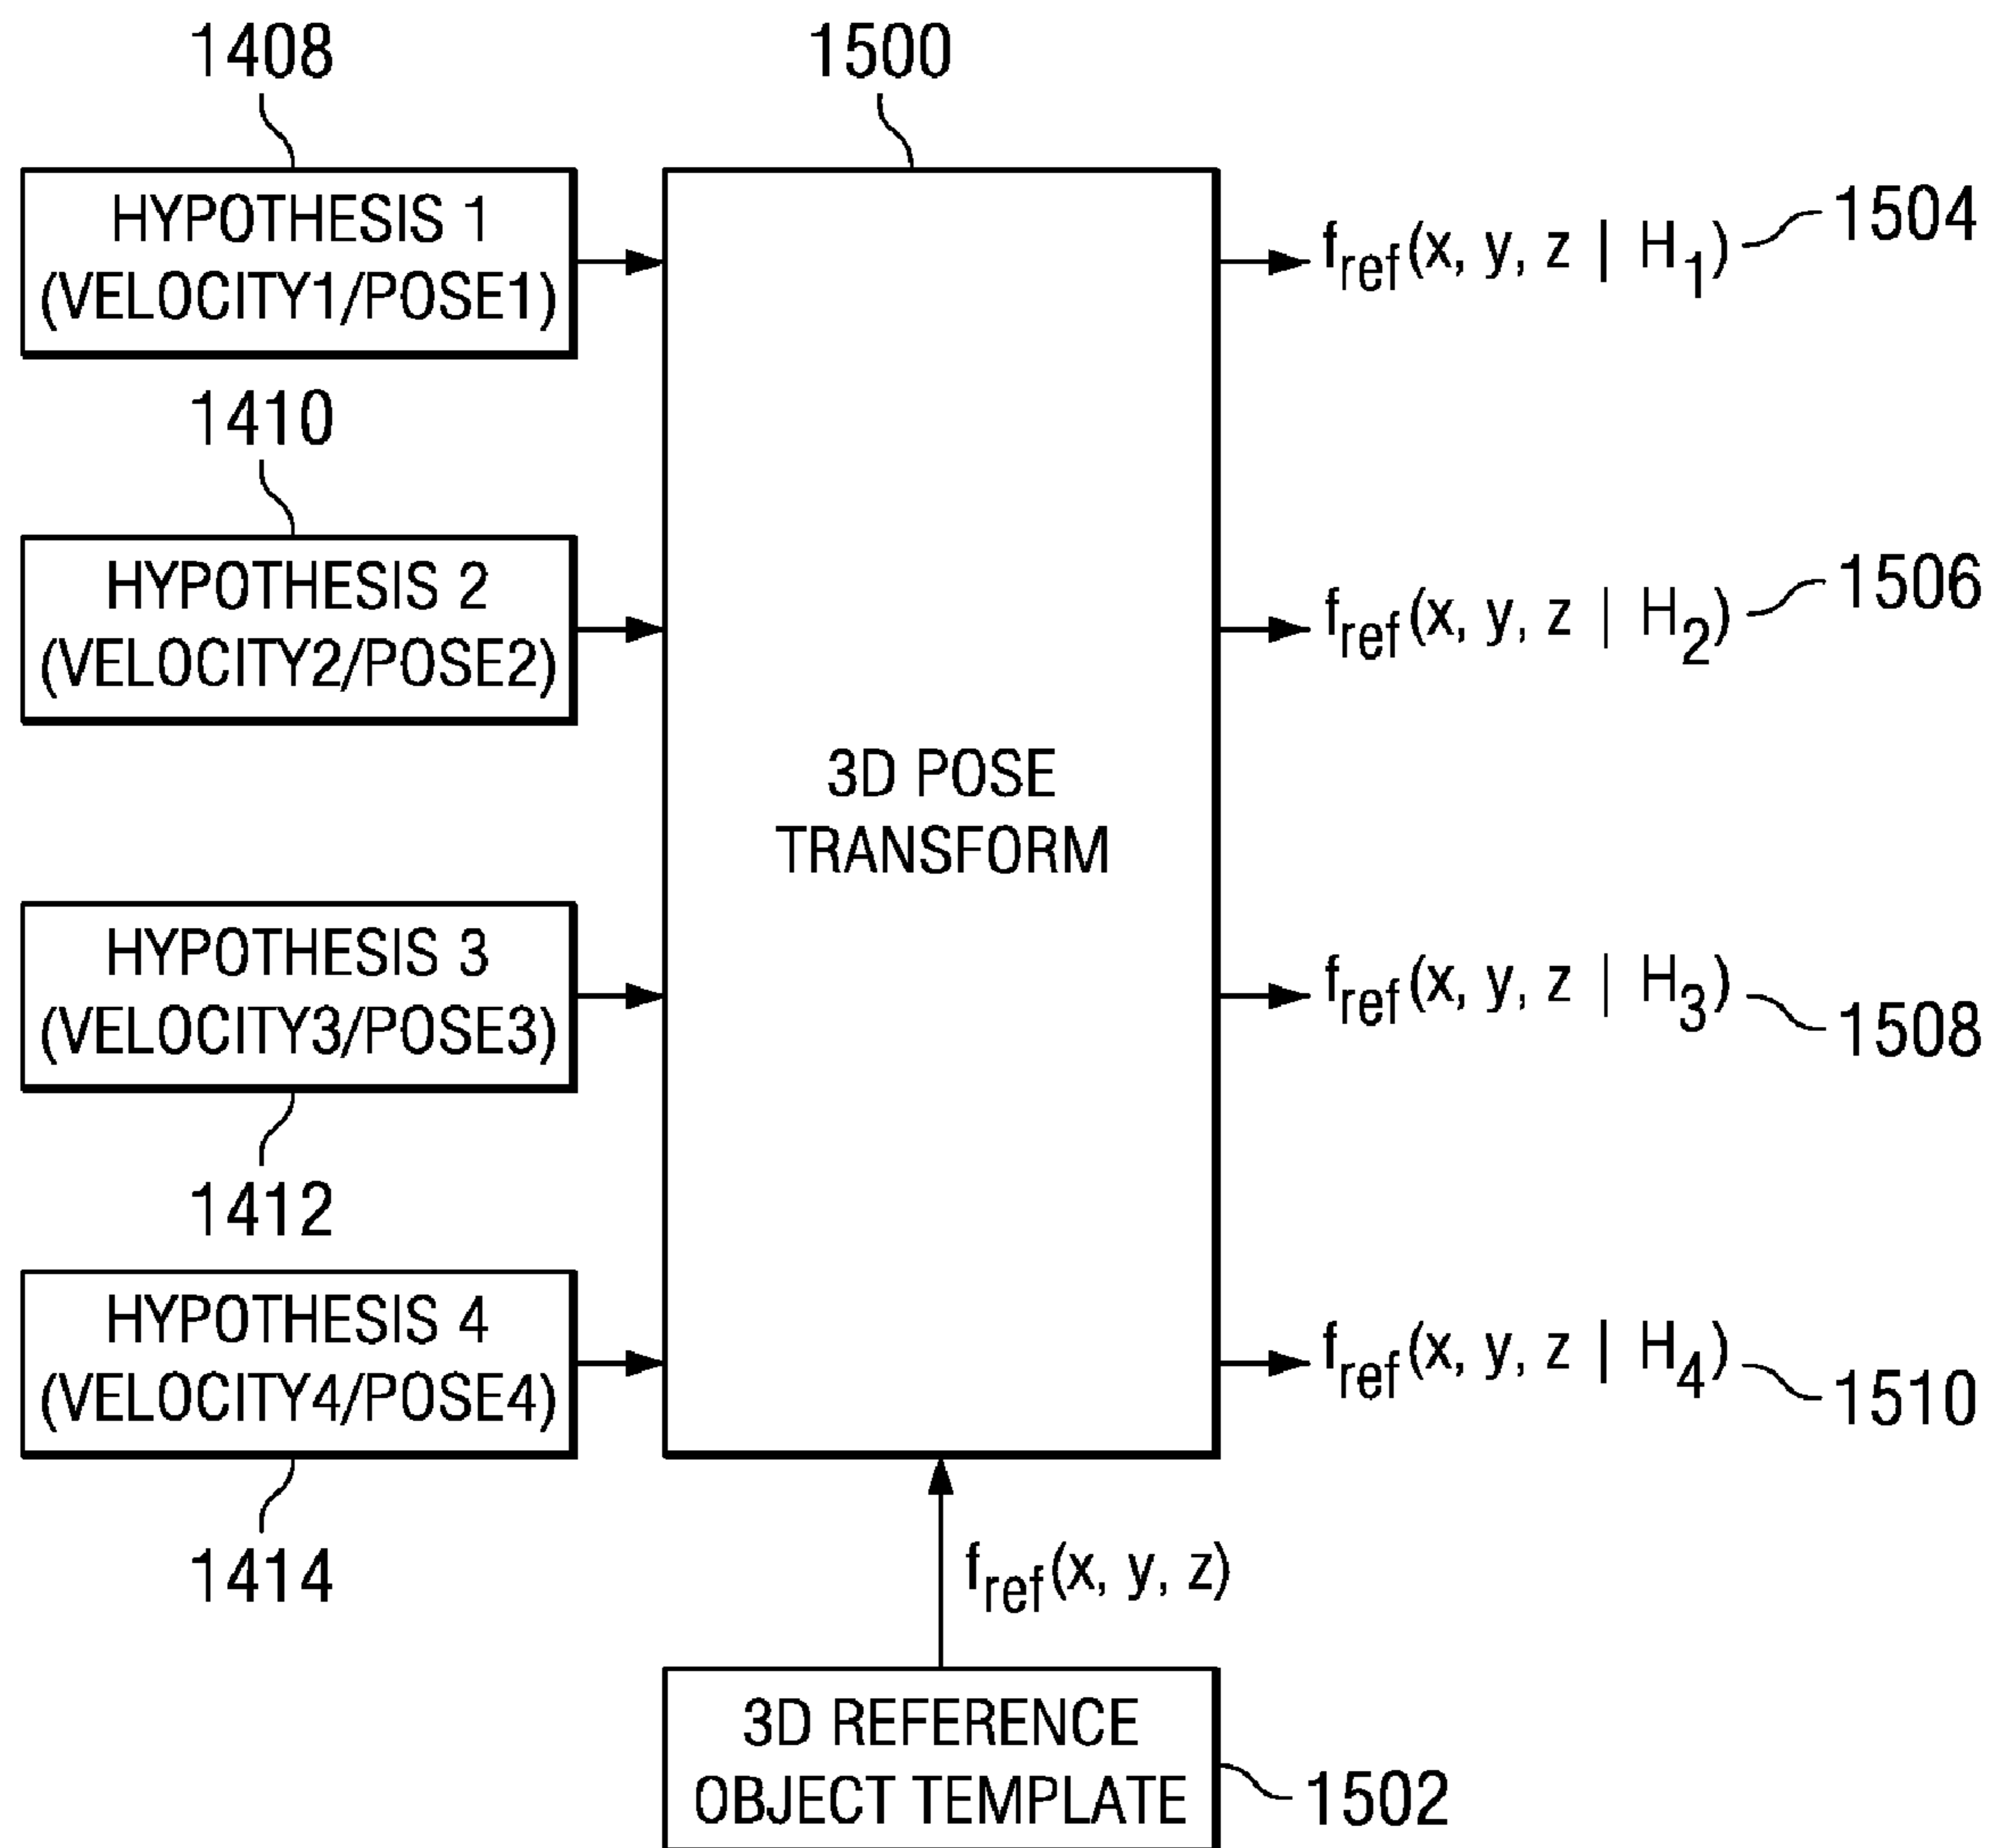 1408
1500
HYPOTHESIS 1
(VELOCITY1/POSE1)
f_ref(x, y, z | H_1)
1504
1410
HYPOTHESIS 2
(VELOCITY2/POSE2)
f_ref(x, y, z | H_2)
1506
3D POSE
TRANSFORM
HYPOTHESIS 3
(VELOCITY3/POSE3)
f_ref(x, y, z | H_3)
1508
1412
HYPOTHESIS 4
(VELOCITY4/POSE4)
f_ref(x, y, z | H_4)
1510
1414
f_ref(x, y, z)
3D REFERENCE
OBJECT TEMPLATE
1502